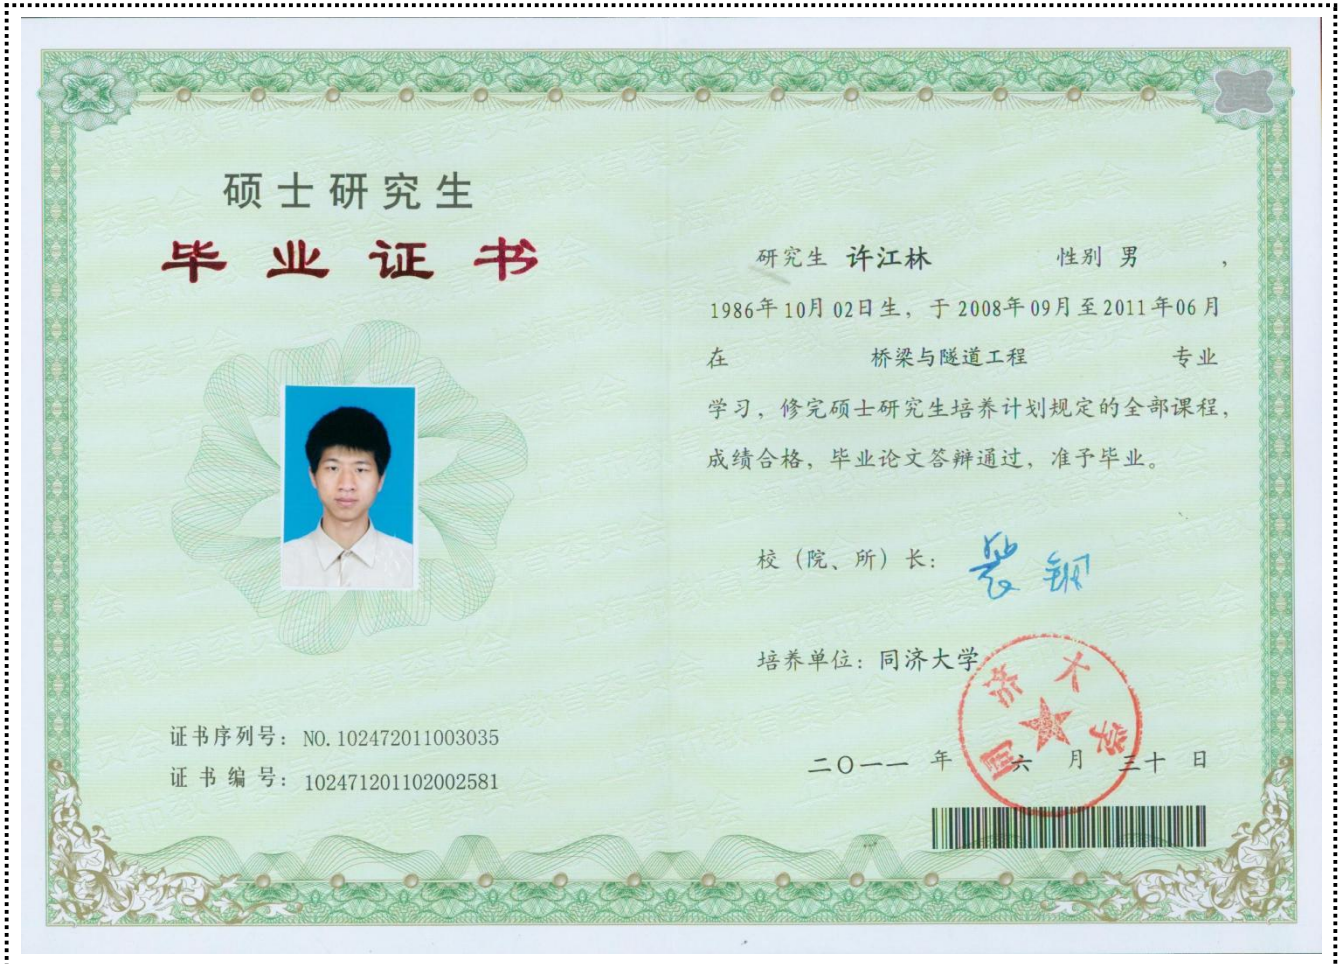 硕士研究生
毕业证书
证书序列号：NO.102472011003035
证书编号：102471201102002581
研究生 许江林 性别 男 ，
1986年10月02日生，于2008年09月至2011年06月
在 桥梁与隧道工程 专业
学习，修完硕士研究生培养计划规定的全部课程，
成绩合格，毕业论文答辩通过，准予毕业。
校（院、所）长：裴钢
培养单位：同济大学
同济大学
二〇一一 年 六 月 三十 日